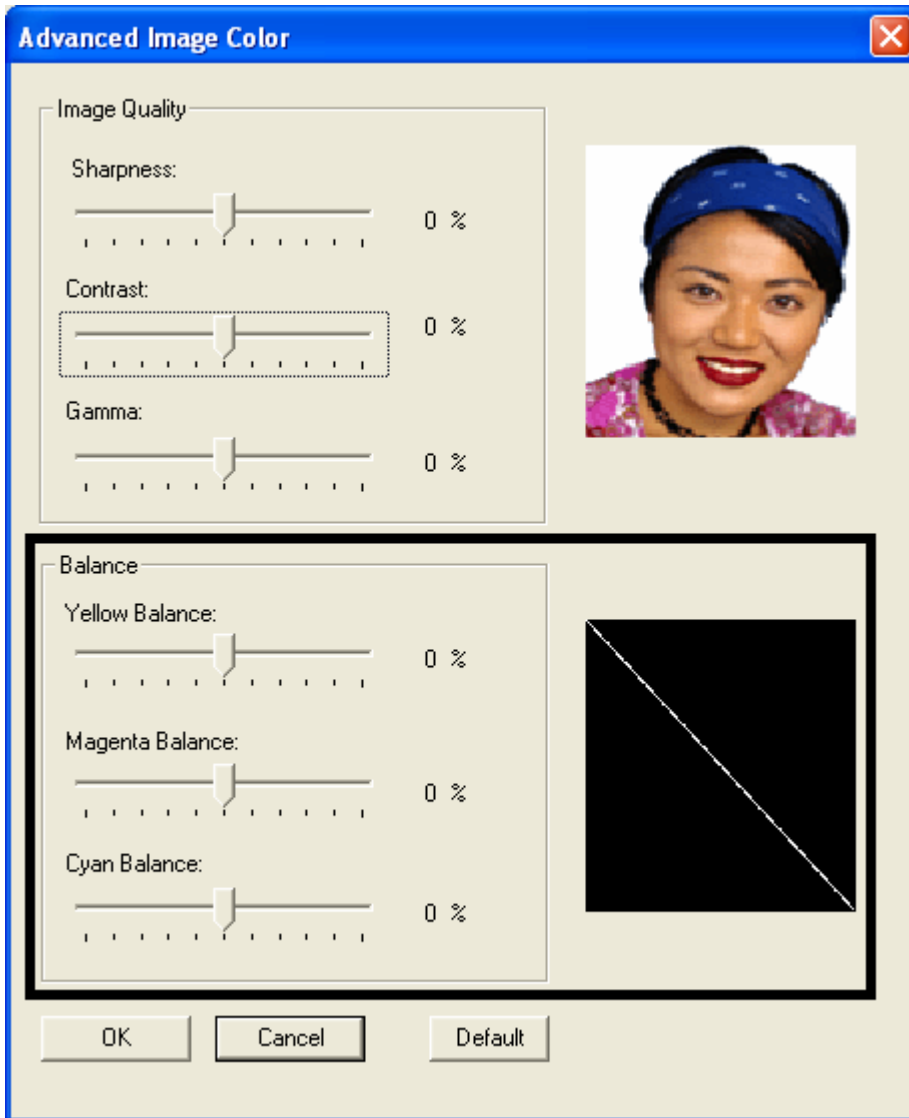 Advanced Image Color
Image Quality
Sharpness:
0 %
Contrast:
0 %
Gamma:
0 %
Balance
Yellow Balance:
0 %
Magenta Balance:
0 %
Cyan Balance:
0 %
OK Cancel Default